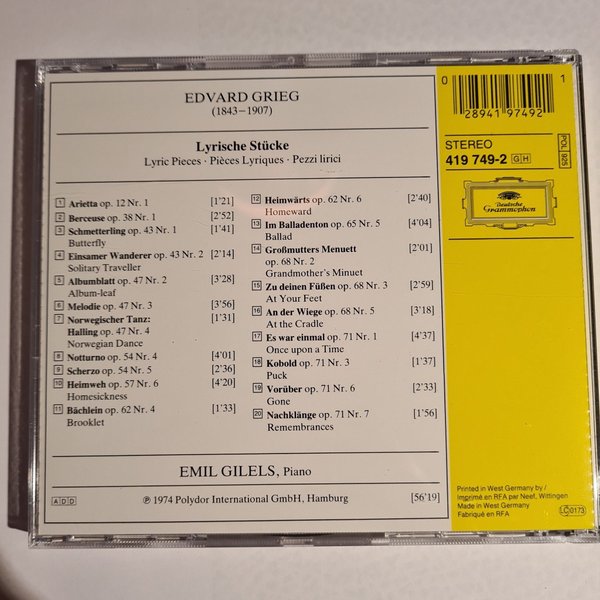 EDVARD GRIEG
(1843–1907)
Lyrische Stücke
Lyric Pieces · Pièces Lyriques · Pezzi lirici
1 Arietta op. 12 Nr. 1 [1'21]
2 Berceuse op. 38 Nr. 1 [2'52]
3 Schmetterling op. 43 Nr. 1 [1'41]
Butterfly
4 Einsamer Wanderer op. 43 Nr. 2 [2'14]
Solitary Traveller
5 Albumblatt op. 47 Nr. 2 [3'28]
Album-leaf
6 Melodie op. 47 Nr. 3 [3'56]
7 Norwegischer Tanz: [1'31]
Halling op. 47 Nr. 4
Norwegian Dance
8 Notturno op. 54 Nr. 4 [4'01]
9 Scherzo op. 54 Nr. 5 [2'36]
10 Heimweh op. 57 Nr. 6 [4'20]
Homesickness
11 Bächlein op. 62 Nr. 4 [1'33]
Brooklet
12 Heimwärts op. 62 Nr. 6 [2'40]
Homeward
13 Im Balladenton op. 65 Nr. 5 [4'04]
Ballad
14 Großmutters Menuett [2'01]
op. 68 Nr. 2
Grandmother's Minuet
15 Zu deinen Füßen op. 68 Nr. 3 [2'59]
At Your Feet
16 An der Wiege op. 68 Nr. 5 [3'18]
At the Cradle
17 Es war einmal op. 71 Nr. 1 [4'37]
Once upon a Time
18 Kobold op. 71 Nr. 3 [1'37]
Puck
19 Vorüber op. 71 Nr. 6 [2'33]
Gone
20 Nachklänge op. 71 Nr. 7 [1'56]
Remembrances
EMIL GILELS, Piano
ADD ℗ 1974 Polydor International GmbH, Hamburg [56'19]
0 28941 97492 1
STEREO
419 749-2 GH
POL 925
Deutsche
Grammophon
Printed in West Germany by /
Imprimé en RFA par Neef, Wittingen
Made in West Germany
Fabriqué en RFA
LC 0173